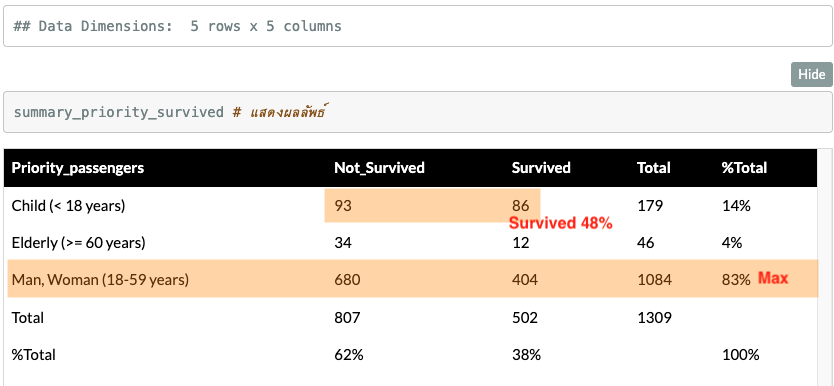 ## Data Dimensions:  5 rows x 5 columns
Hide
summary_priority_survived # แสดงผลลัพธ์
Priority_passengers Not_Survived Survived Total %Total
Child (< 18 years) 93 86 179 14%
Survived 48%
Elderly (>= 60 years) 34 12 46 4%
Man, Woman (18-59 years) 680 404 1084 83% Max
Total 807 502 1309
%Total 62% 38% 100%